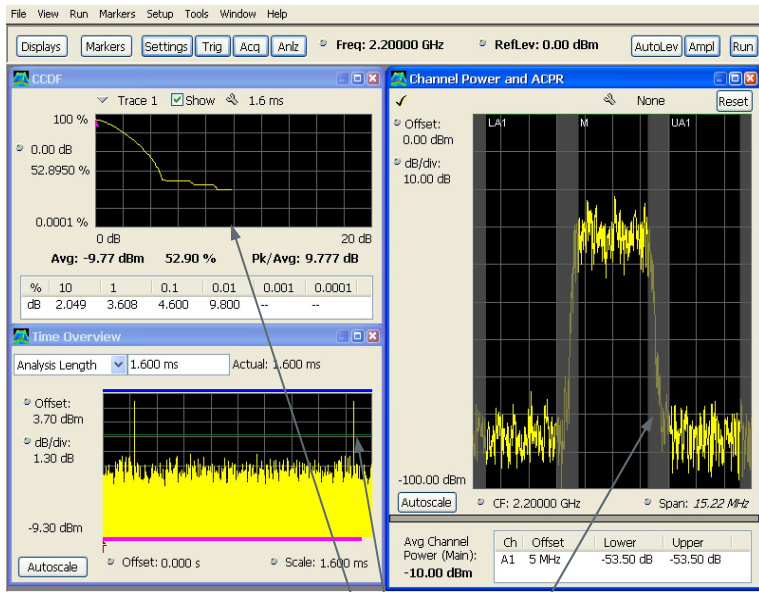 File View Run Markers Setup Tools Window Help
Displays Markers Settings Trig Acq Anlz Freq: 2.20000 GHz RefLev: 0.00 dBm AutoLev Ampl Run
CCDF
Trace 1 Show 1.6 ms
100 %
0.00 dB
52.8950 %
0.0001 %
0 dB 20 dB
Avg: -9.77 dBm 52.90 % Pk/Avg: 9.777 dB
% 10 1 0.1 0.01 0.001 0.0001
dB 2.049 3.608 4.600 9.800 -- --
Time Overview
Analysis Length 1.600 ms Actual: 1.600 ms
Offset:
3.70 dBm
dB/div:
1.30 dB
-9.30 dBm
Autoscale Offset: 0.000 s Scale: 1.600 ms
Channel Power and ACPR
None Reset
Offset:
0.00 dBm
dB/div:
10.00 dB
LA1 M UA1
-100.00 dBm
Autoscale CF: 2.20000 GHz Span: 15.22 MHz
Avg Channel
Power (Main):
-10.00 dBm
Ch Offset Lower Upper
A1 5 MHz -53.50 dB -53.50 dB